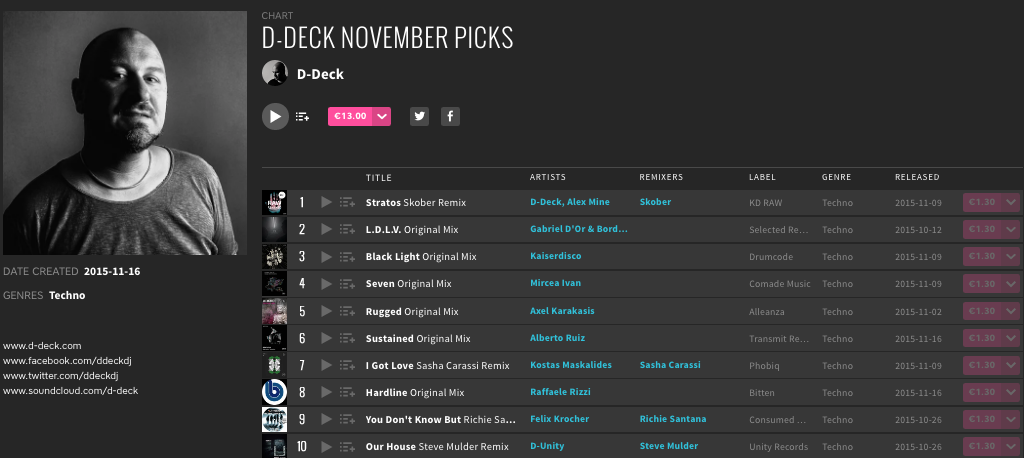 CHART
D-DECK NOVEMBER PICKS
D-Deck
€13.00
DATE CREATED 2015-11-16
GENRES Techno
www.d-deck.com
www.facebook.com/ddeckdj
www.twitter.com/ddeckdj
www.soundcloud.com/d-deck
TITLE ARTISTS REMIXERS LABEL GENRE RELEASED
1 Stratos Skober Remix D-Deck, Alex Mine Skober KD RAW Techno 2015-11-09 €1.30
2 L.D.L.V. Original Mix Gabriel D'Or & Bord... Selected Re... Techno 2015-10-12 €1.30
3 Black Light Original Mix Kaiserdisco Drumcode Techno 2015-11-09 €1.30
4 Seven Original Mix Mircea Ivan Comade Music Techno 2015-11-09 €1.30
5 Rugged Original Mix Axel Karakasis Alleanza Techno 2015-11-02 €1.30
6 Sustained Original Mix Alberto Ruiz Transmit Re... Techno 2015-11-16 €1.30
7 I Got Love Sasha Carassi Remix Kostas Maskalides Sasha Carassi Phobiq Techno 2015-11-09 €1.30
8 Hardline Original Mix Raffaele Rizzi Bitten Techno 2015-11-16 €1.30
9 You Don't Know But Richie Sa... Felix Krocher Richie Santana Consumed ... Techno 2015-10-26 €1.30
10 Our House Steve Mulder Remix D-Unity Steve Mulder Unity Records Techno 2015-10-26 €1.30